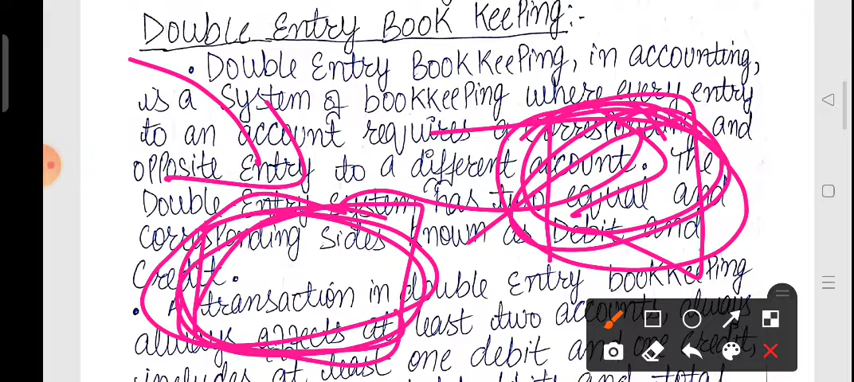 Double Entry Book Keeping:-
• Double Entry Bookkeeping, in accounting,
is a system of bookkeeping where every entry
to an account requires a corresponding and
opposite Entry to a different account. The
Double Entry System has two equal and
corresponding sides known as Debit and
Credit.
• A transaction in double Entry bookkeeping
always affects at least two accounts, always
includes at least one debit and one credit,
and total